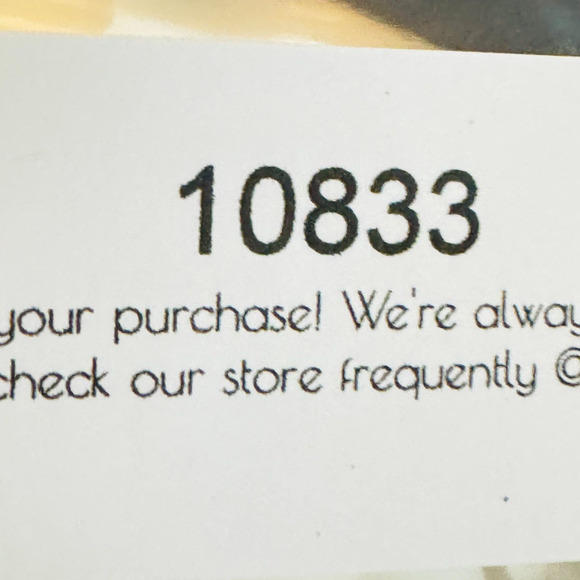 10833
your purchase! We're alway
check our store frequently @